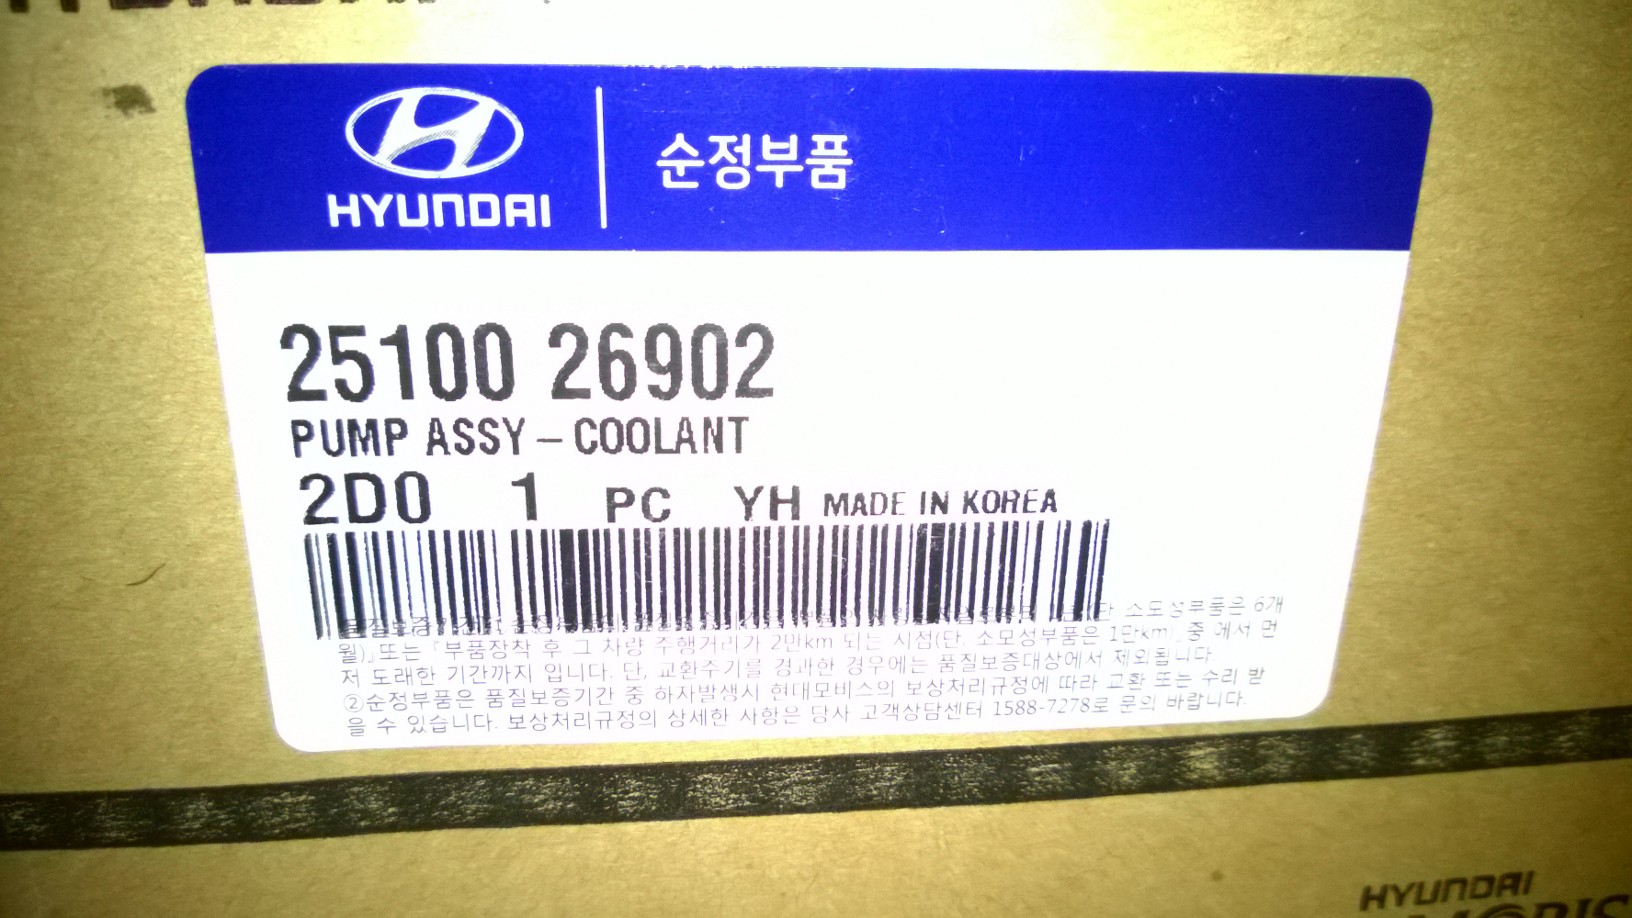 HYUNDAI
순정부품
25100 26902
PUMP ASSY – COOLANT
2D0 1 PC YH MADE IN KOREA
소모성부품은 6개
월)』또는 『부품장착 후 그 차량 주행거리가 2만km 되는 시점(단, 소모성부품은 1만km)』중 에서 먼
저 도래한 기간까지 입니다. 단, 교환주기를 경과한 경우에는 품질보증대상에서 제외됩니다
②순정부품은 품질보증기간 중 하자발생시 현대모비스의 보상처리규정에 따라 교환 또는 수리 받
을 수 있습니다. 보상처리규정의 상세한 사항은 당사 고객상담센터 1588-7278로 문의 바랍니다.
HYUNDAI